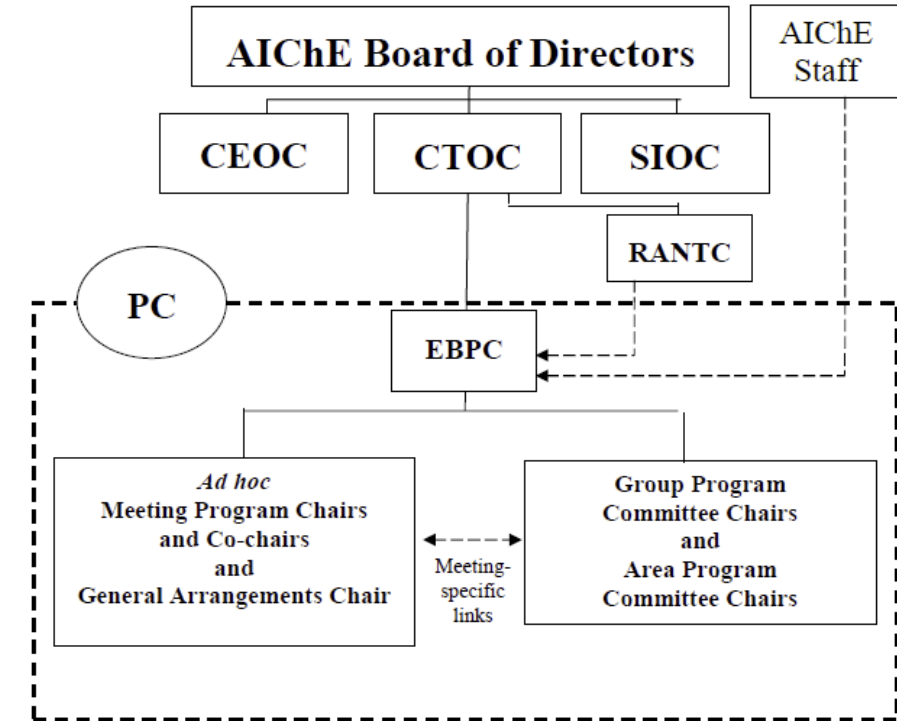 AIChE Board of Directors
AIChE
Staff
CEOC
CTOC
SIOC
RANTC
PC
EBPC
Ad hoc
Meeting Program Chairs
and Co-chairs
and
General Arrangements Chair
Meeting-
specific
links
Group Program
Committee Chairs
and
Area Program
Committee Chairs